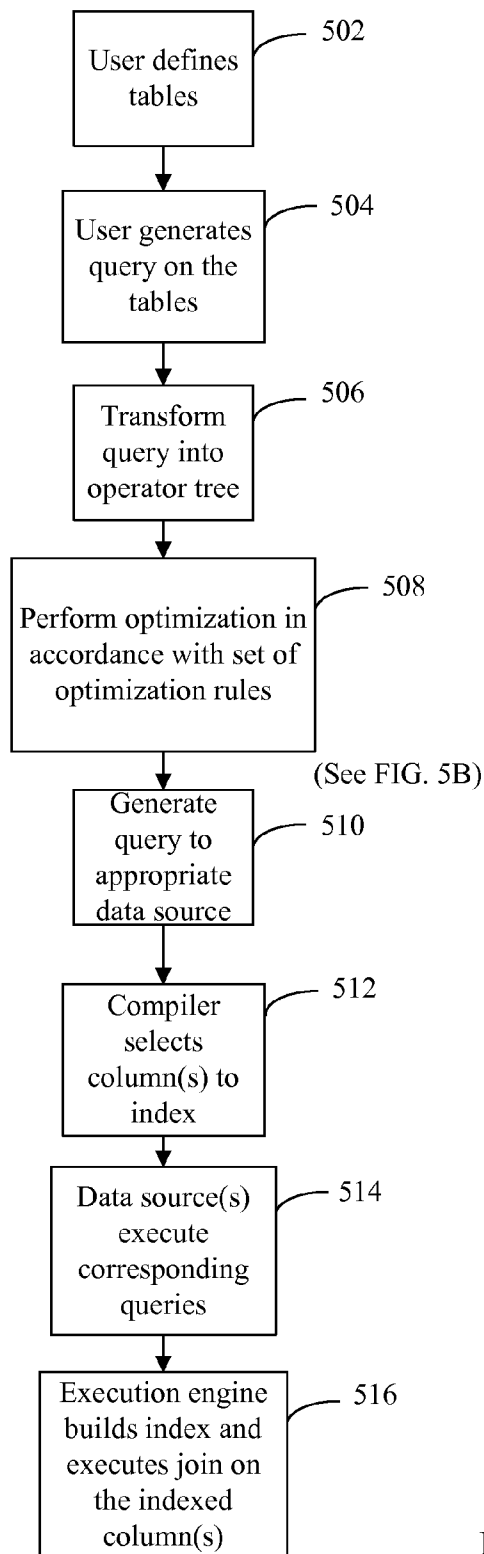 502
User defines
tables
504
User generates
query on the
tables
506
Transform
query into
operator tree
508
Perform optimization in
accordance with set of
optimization rules
(See FIG. 5B)
510
Generate
query to
appropriate
data source
512
Compiler
selects
column(s) to
index
514
Data source(s)
execute
corresponding
queries
516
Execution engine
builds index and
executes join on
the indexed
column(s)